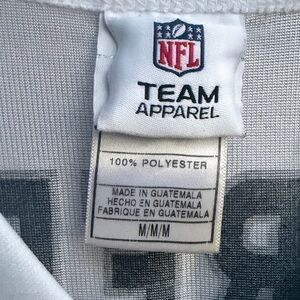 NFL
TEAM
APPAREL
100% POLYESTER
MADE IN GUATEMALA
HECHO EN GUATEMALA
FABRIQUE EN GUATEMALA
M/M/M